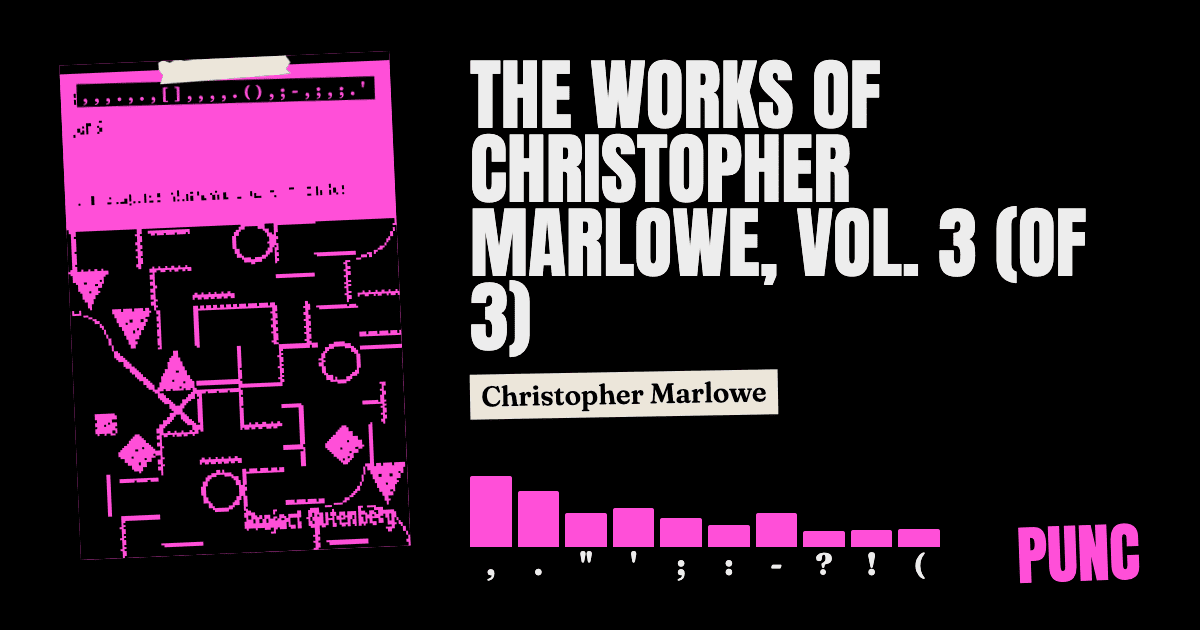 :,,,.,.,[],,,,.(),;-,;,;.'
Project Gutenberg
THE WORKS OF
CHRISTOPHER
MARLOWE, VOL. 3 (OF
3)
Christopher Marlowe
, . " ' ; : - ? ! (
PUNC